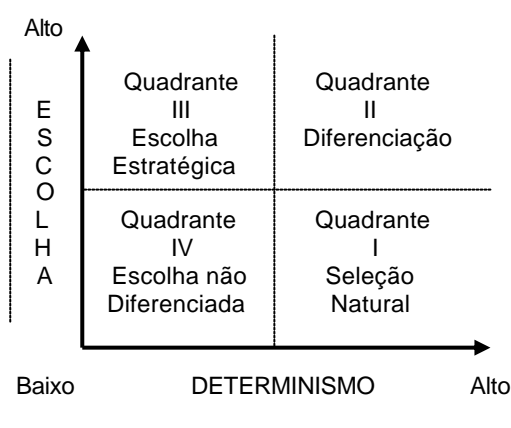 Alto
Quadrante
III
Escolha
Estratégica
Quadrante
II
Diferenciação
E
S
C
O
L
H
A
Quadrante
IV
Escolha não
Diferenciada
Quadrante
I
Seleção
Natural
Baixo
DETERMINISMO
Alto